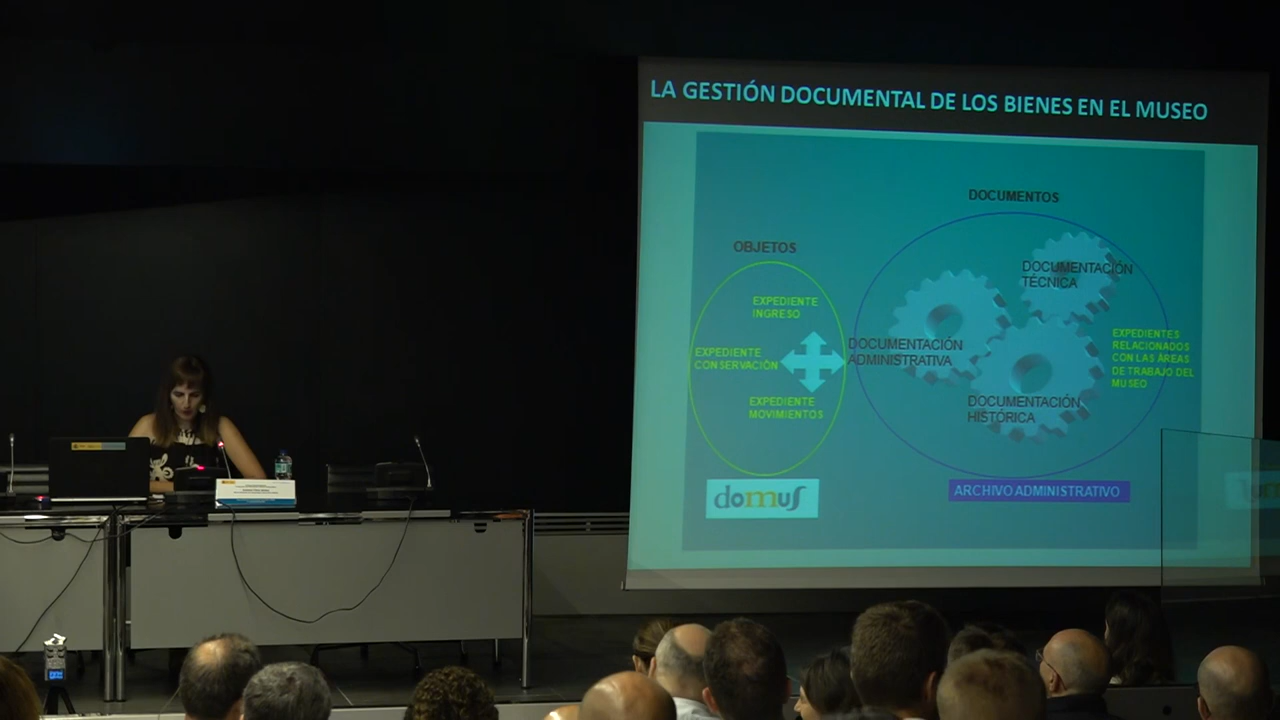 LA GESTIÓN DOCUMENTAL DE LOS BIENES EN EL MUSEO
DOCUMENTOS
OBJETOS
EXPEDIENTE
INGRESO
EXPEDIENTE
CONSERVACIÓN
EXPEDIENTE
MOVIMIENTOS
DOCUMENTACIÓN
TÉCNICA
DOCUMENTACIÓN
ADMINISTRATIVA
DOCUMENTACIÓN
HISTÓRICA
EXPEDIENTES
RELACIONADOS
CON LAS ÁREAS
DE TRABAJO DEL
MUSEO
domus
ARCHIVO ADMINISTRATIVO